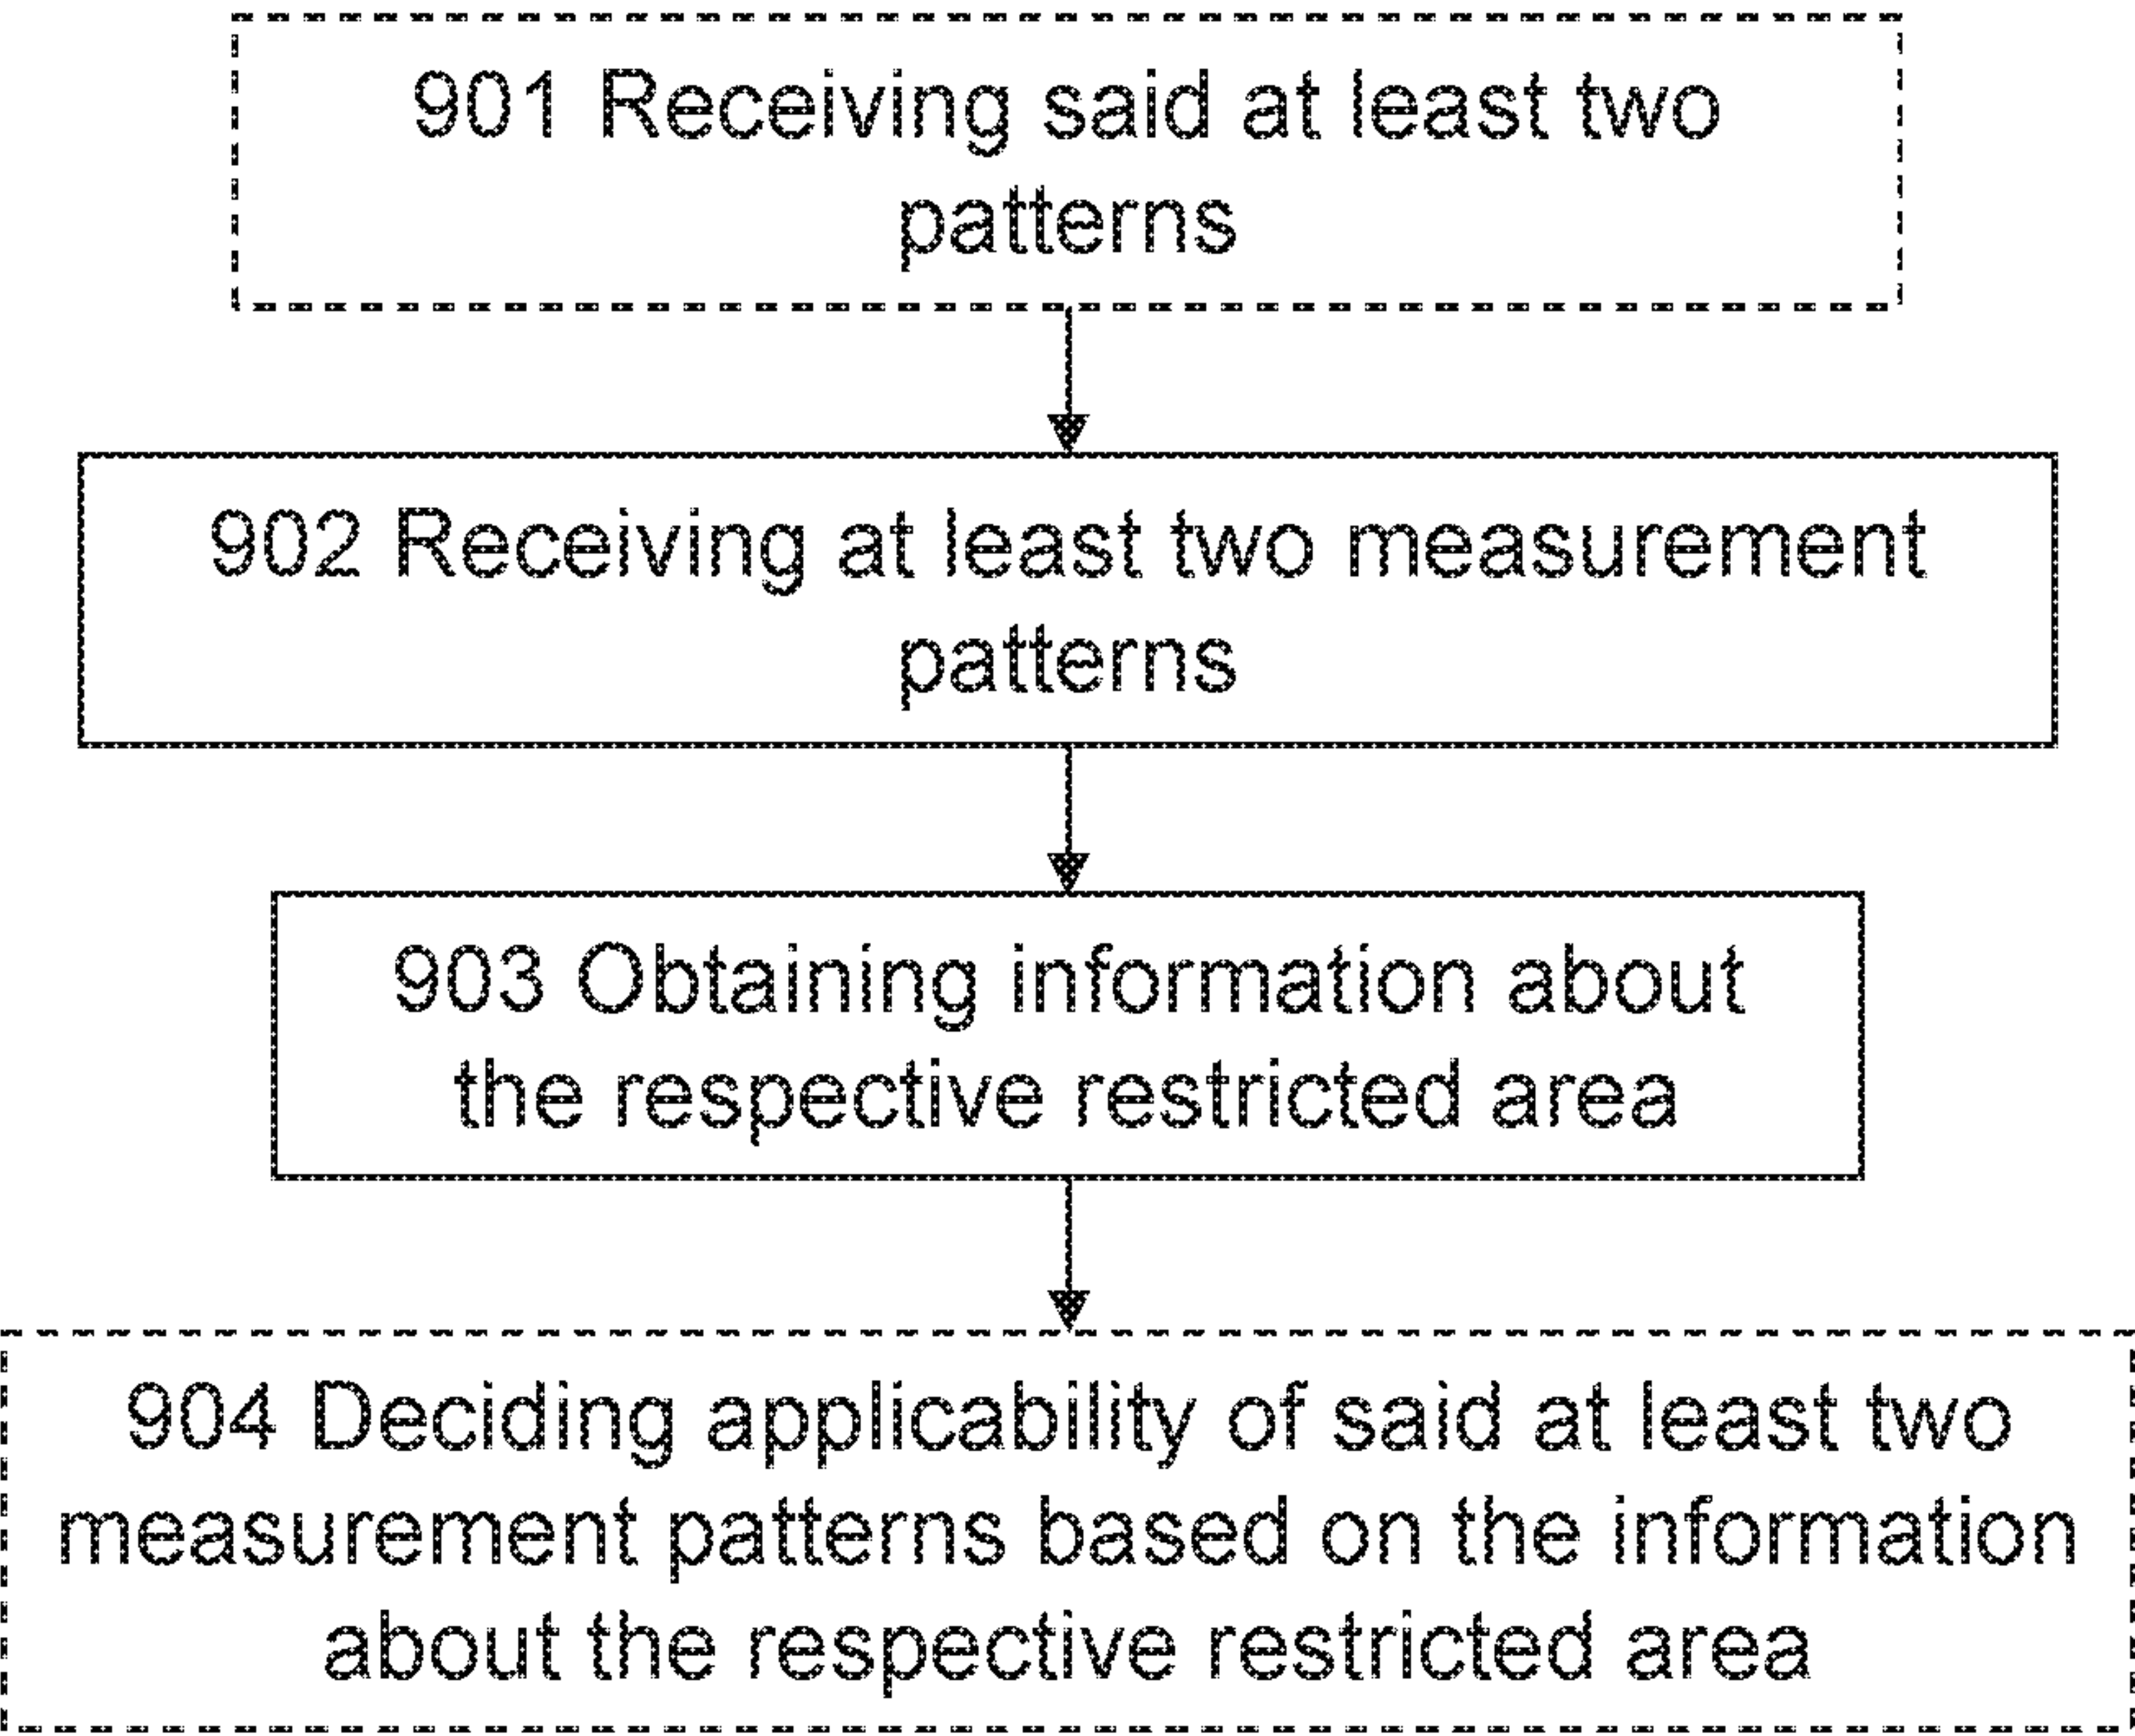 901 Receiving said at least two
patterns
902 Receiving at least two measurement
patterns
903 Obtaining information about
the respective restricted area
904 Deciding applicability of said at least two
measurement patterns based on the information
about the respective restricted area